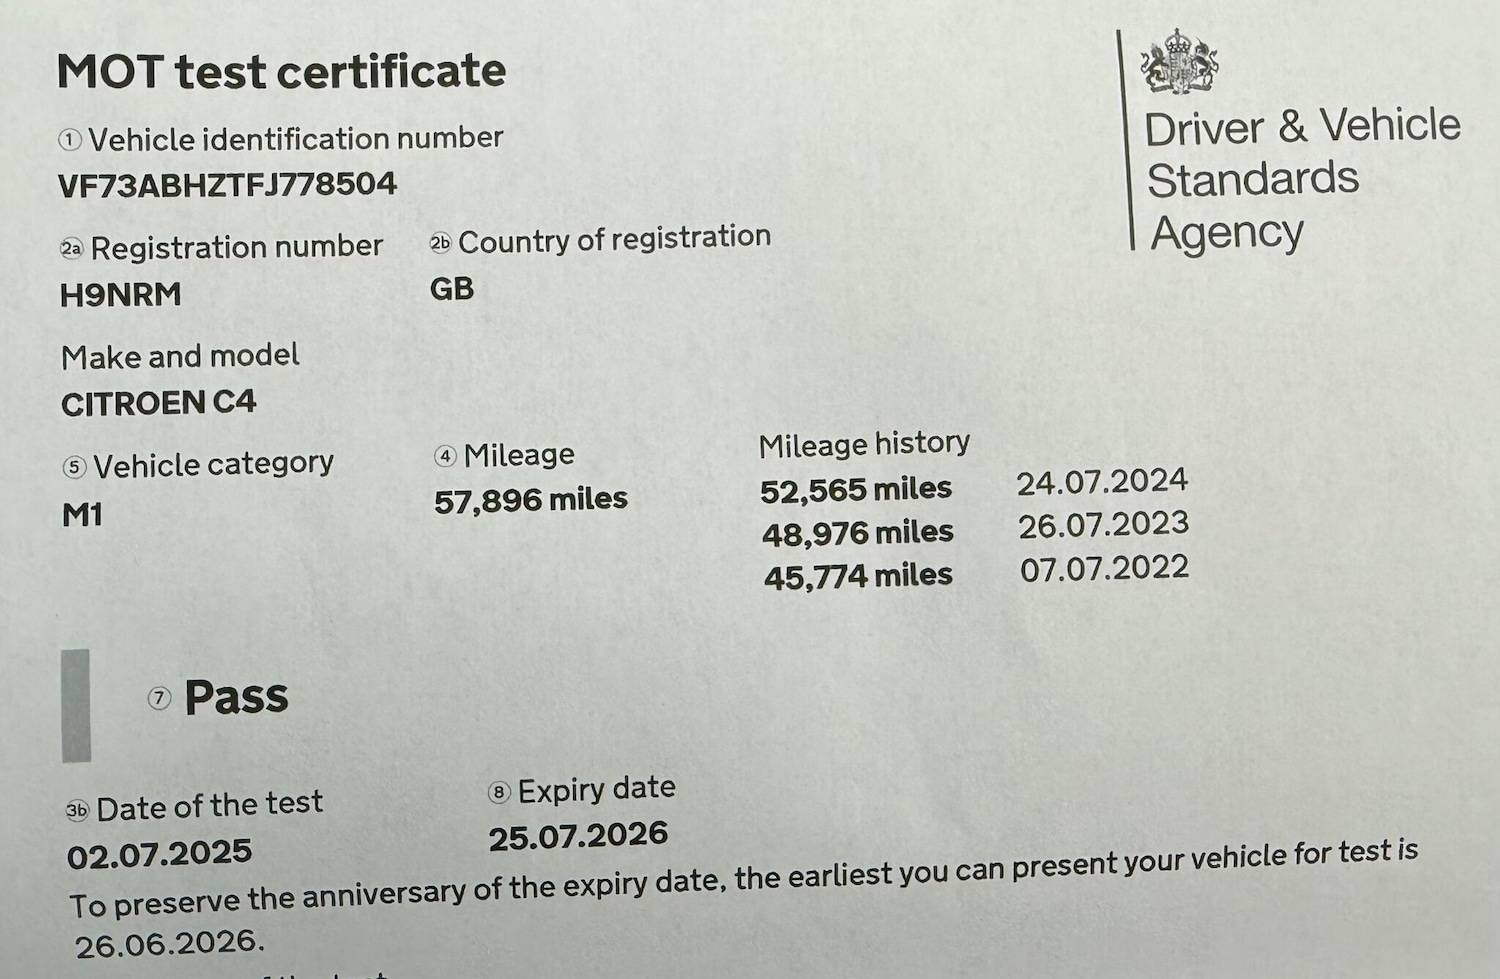 MOT test certificate
Driver & Vehicle
Standards
Agency
1 Vehicle identification number
VF73ABHZTFJ778504
2a Registration number 2b Country of registration
H9NRM GB
Make and model
CITROEN C4
5 Vehicle category 4 Mileage Mileage history
M1 57,896 miles 52,565 miles 24.07.2024
48,976 miles 26.07.2023
45,774 miles 07.07.2022
7 Pass
3b Date of the test 8 Expiry date
02.07.2025 25.07.2026
To preserve the anniversary of the expiry date, the earliest you can present your vehicle for test is
26.06.2026.